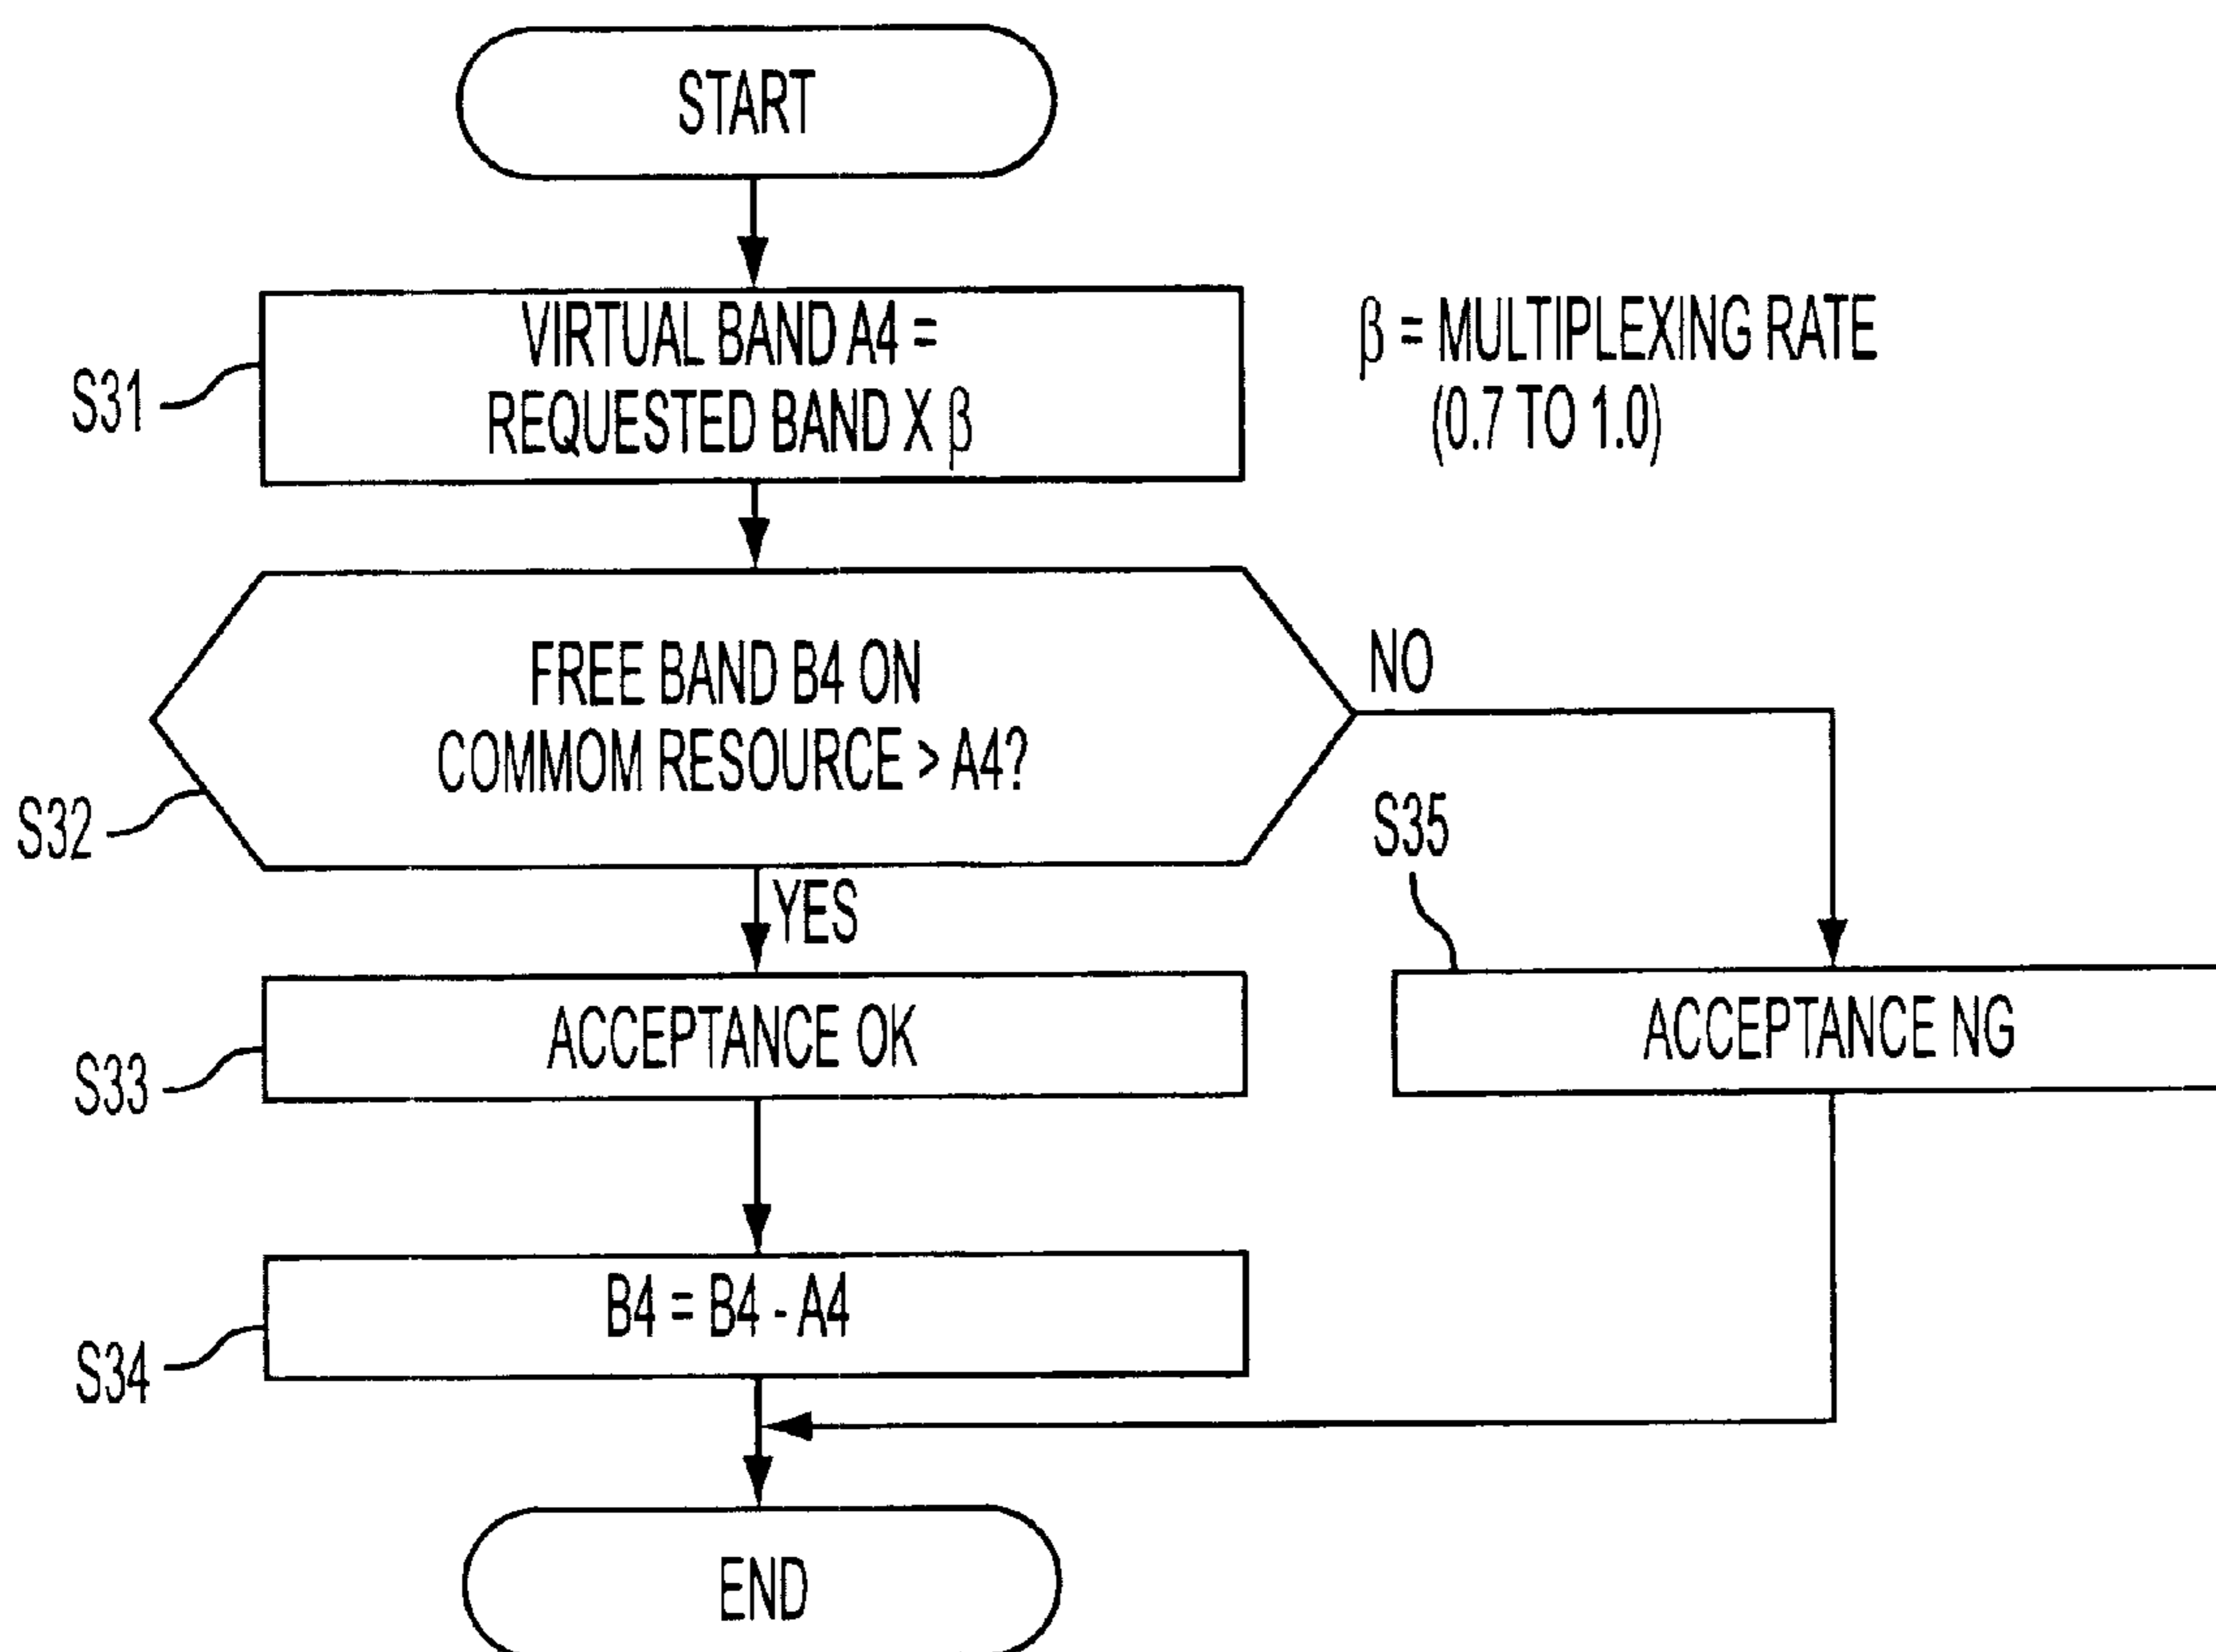 START
S31
VIRTUAL BAND A4 =
REQUESTED BAND X β
β = MULTIPLEXING RATE
(0.7 TO 1.0)
S32
FREE BAND B4 ON
COMMOM RESOURCE > A4?
NO
YES
S35
S33
ACCEPTANCE OK
ACCEPTANCE NG
S34
B4 = B4 - A4
END